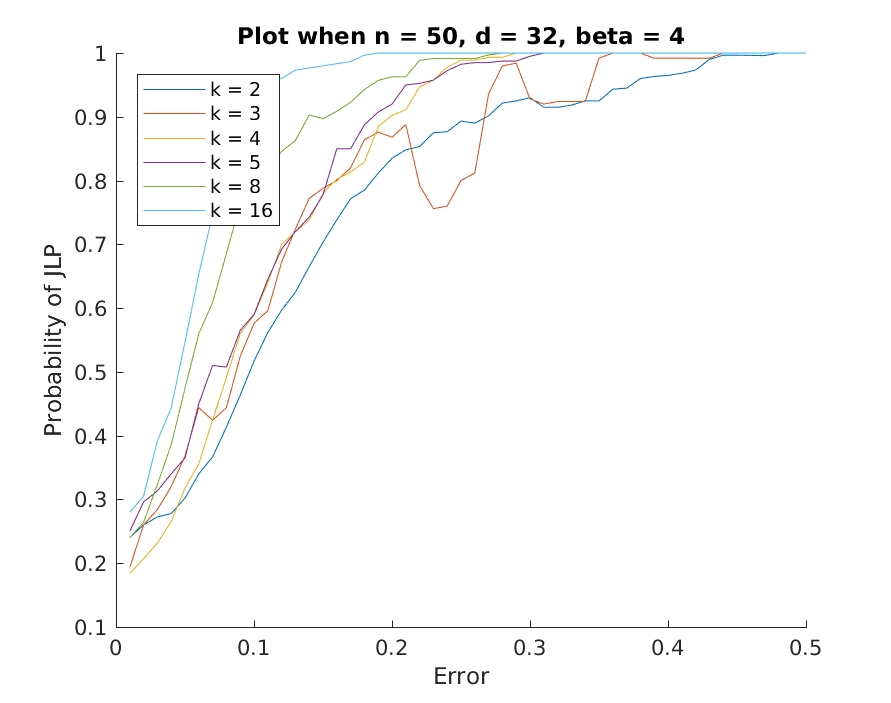 Plot when n = 50, d = 32, beta = 4
1
0.9
0.8
0.7
0.6
0.5
0.4
0.3
0.2
0.1
Probability of JLP
k = 2
k = 3
k = 4
k = 5
k = 8
k = 16
0 0.1 0.2 0.3 0.4 0.5
Error